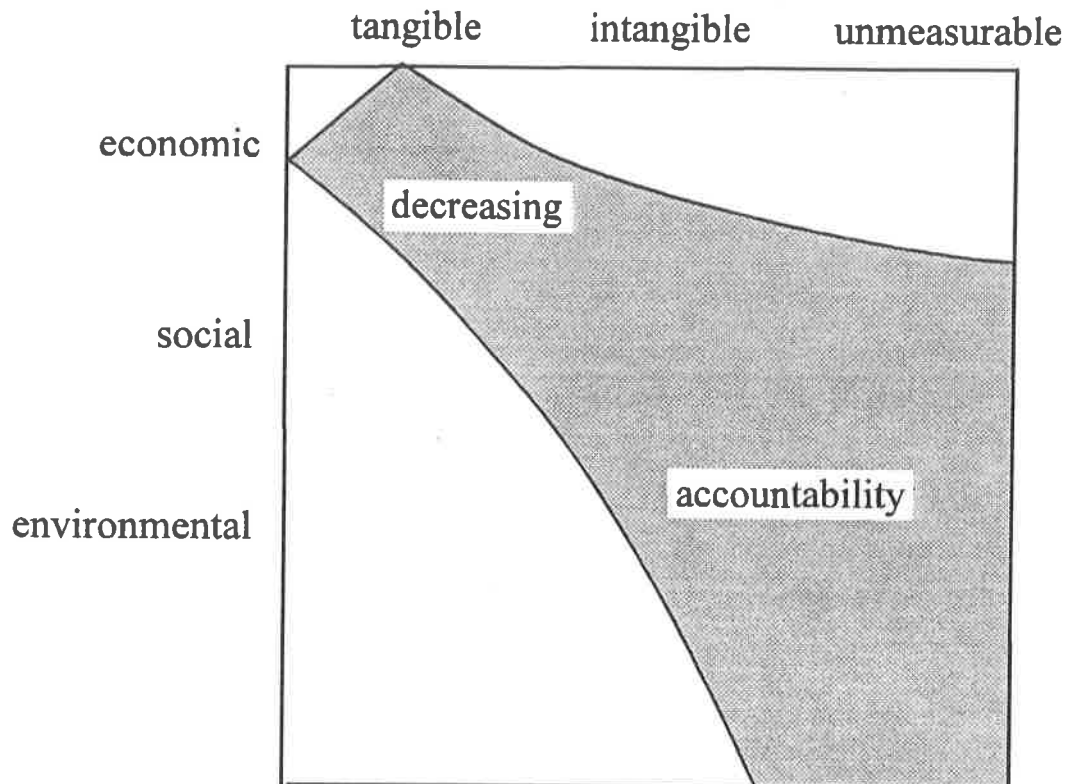 tangible intangible unmeasurable
economic
decreasing
social
accountability
environmental